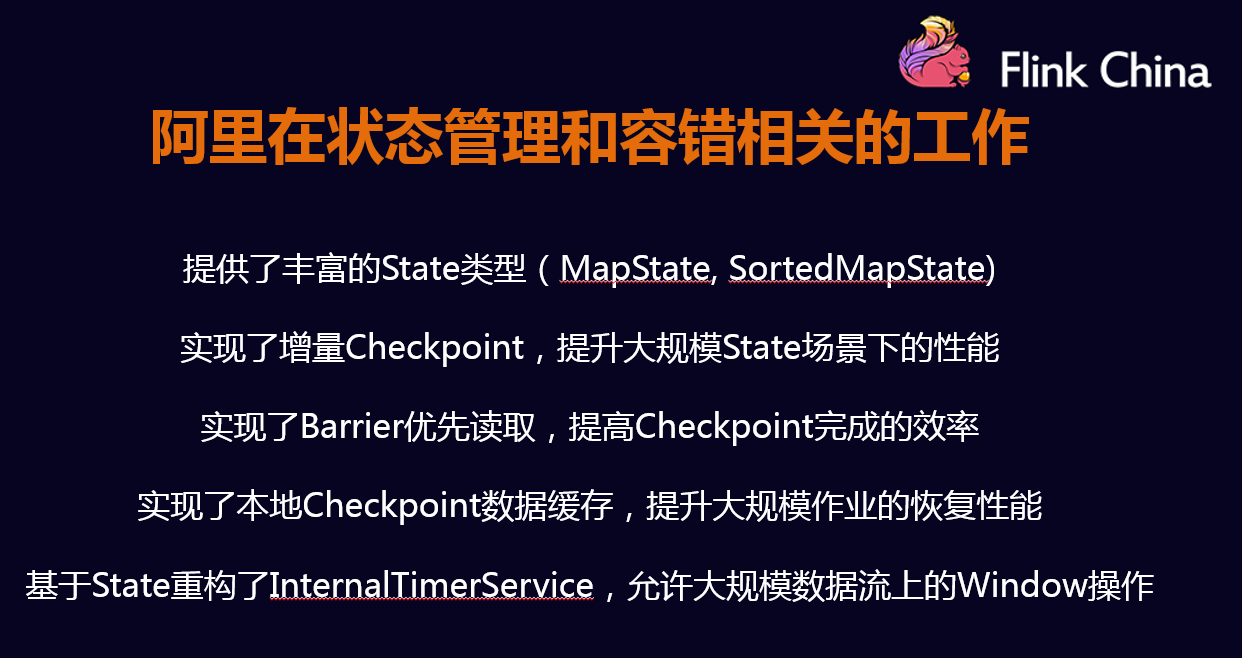 Flink China
阿里在状态管理和容错相关的工作
提供了丰富的State类型（MapState, SortedMapState)
实现了增量Checkpoint，提升大规模State场景下的性能
实现了Barrier优先读取，提高Checkpoint完成的效率
实现了本地Checkpoint数据缓存，提升大规模作业的恢复性能
基于State重构了InternalTimerService，允许大规模数据流上的Window操作